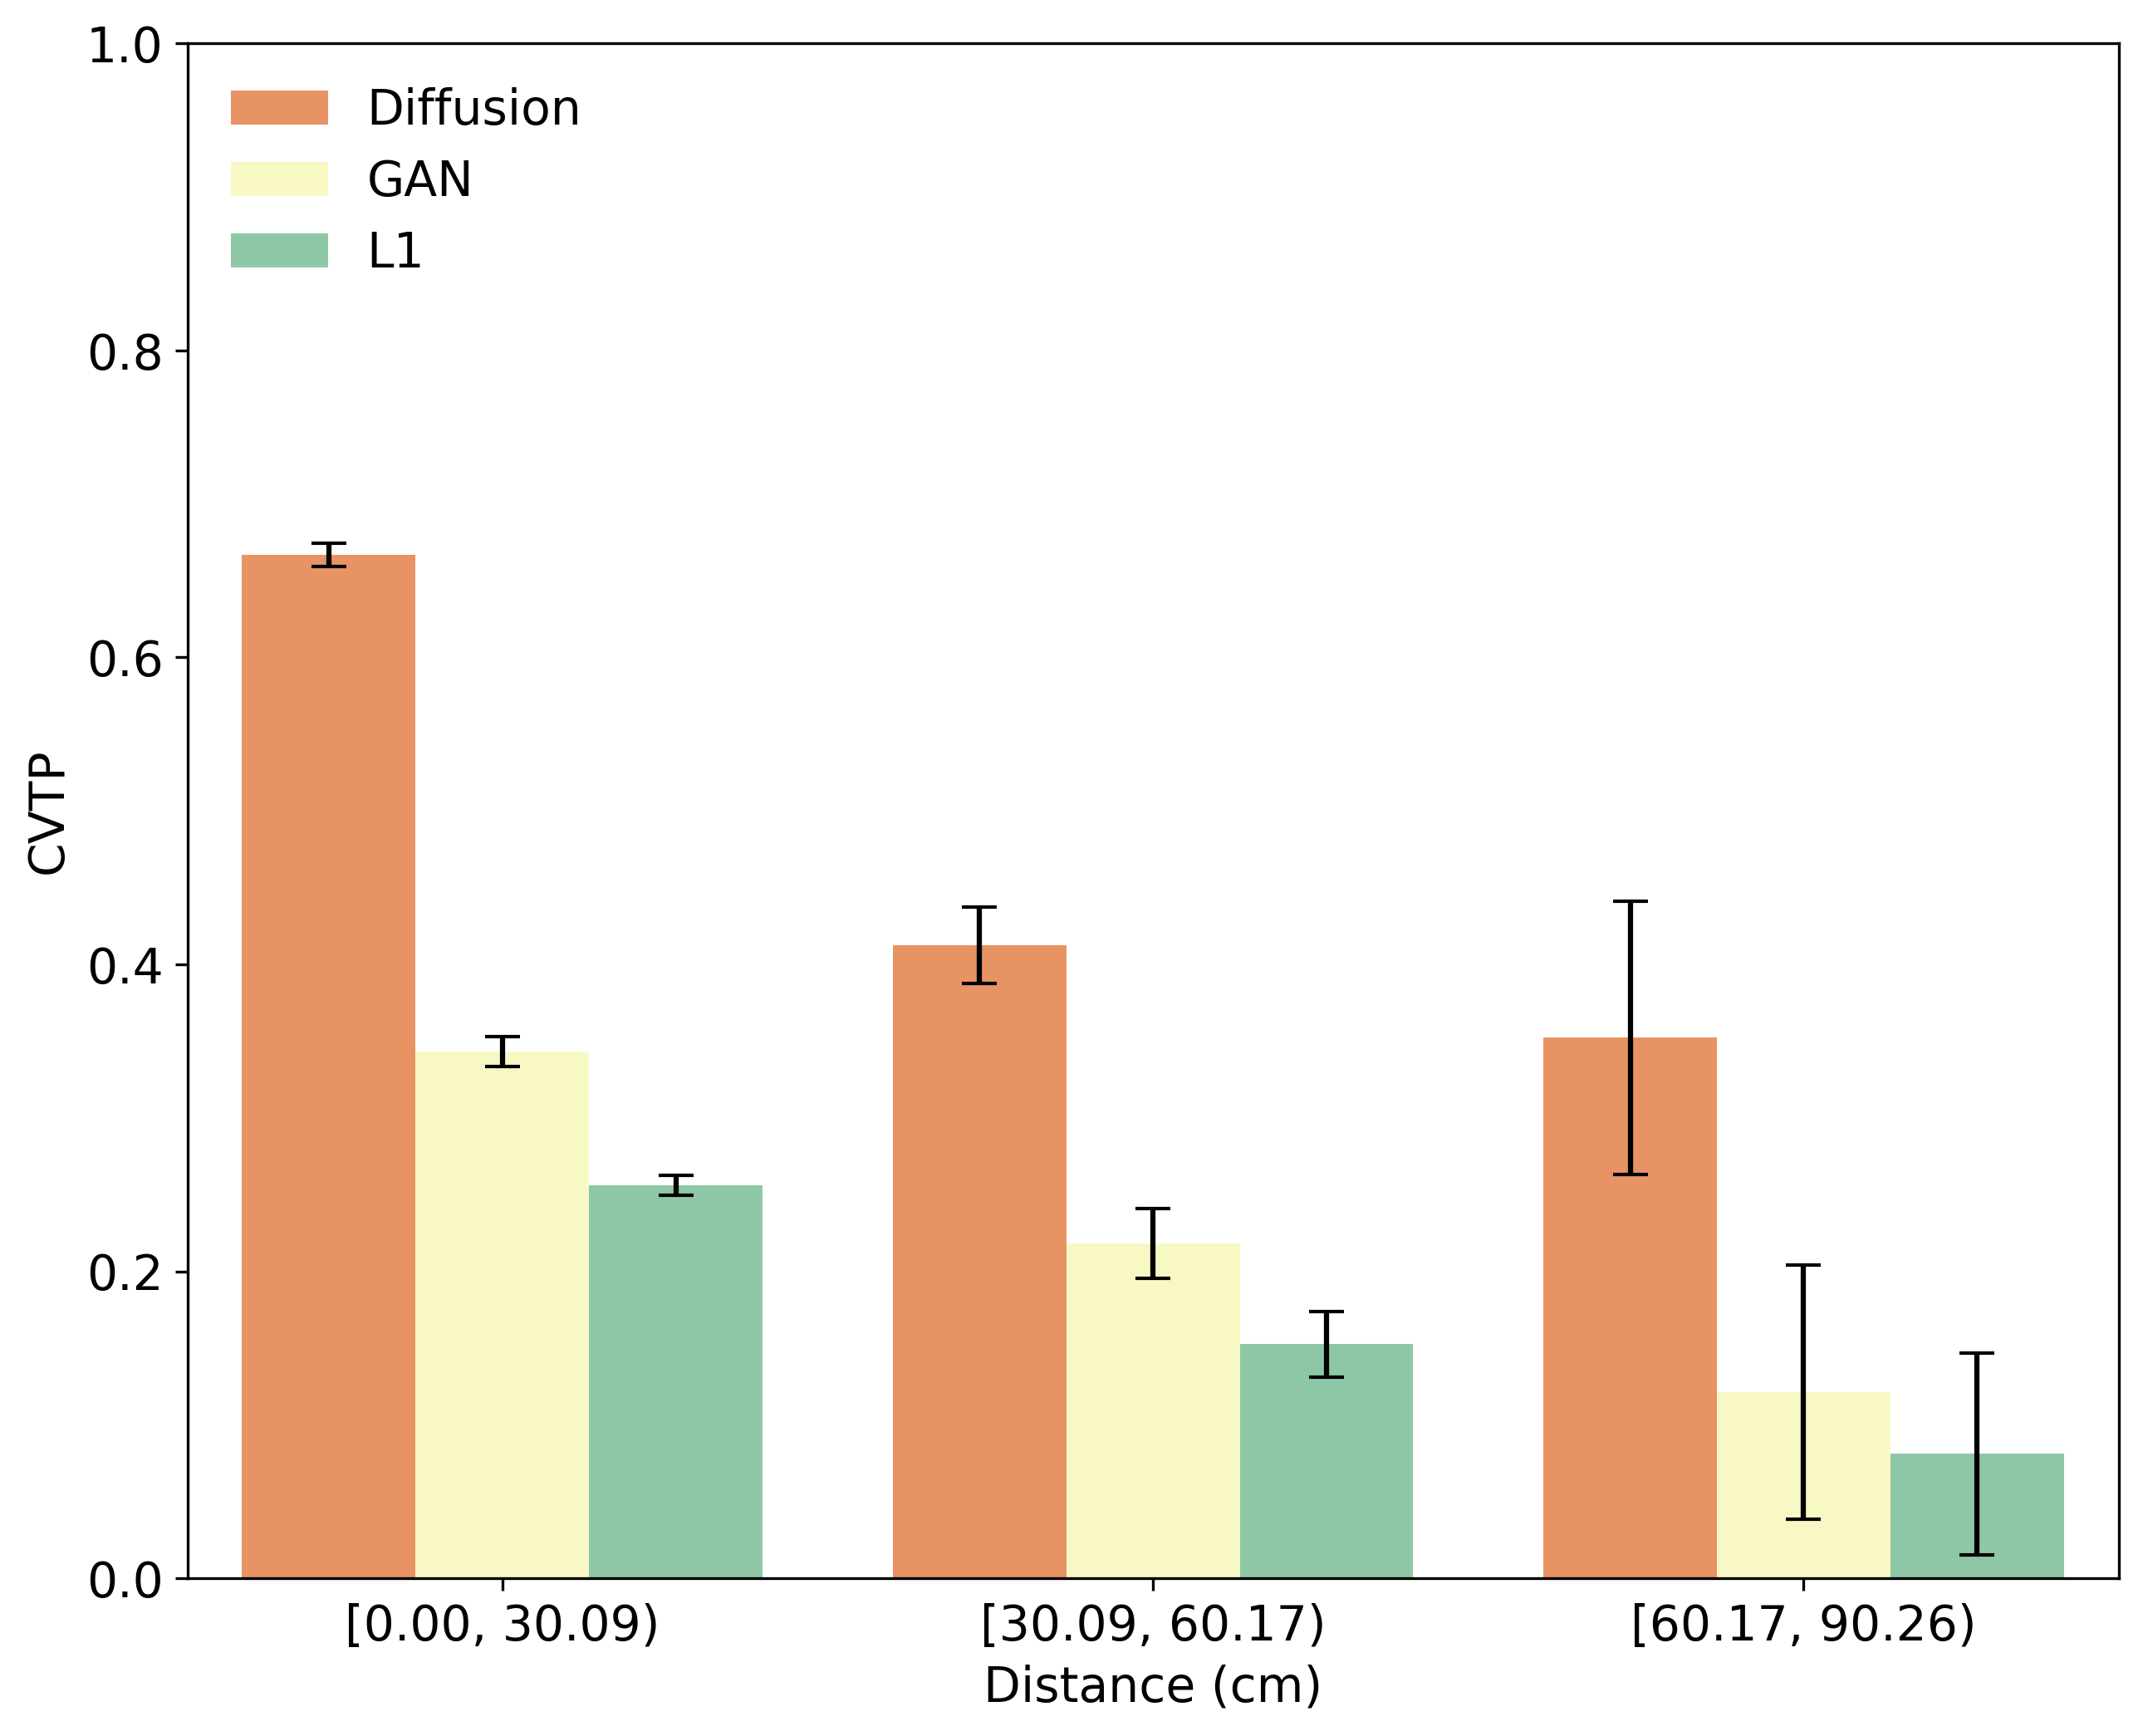 1.0
0.8
0.6
0.4
0.2
0.0
CVTP
Diffusion
GAN
L1
[0.00, 30.09)
[30.09, 60.17)
[60.17, 90.26)
Distance (cm)